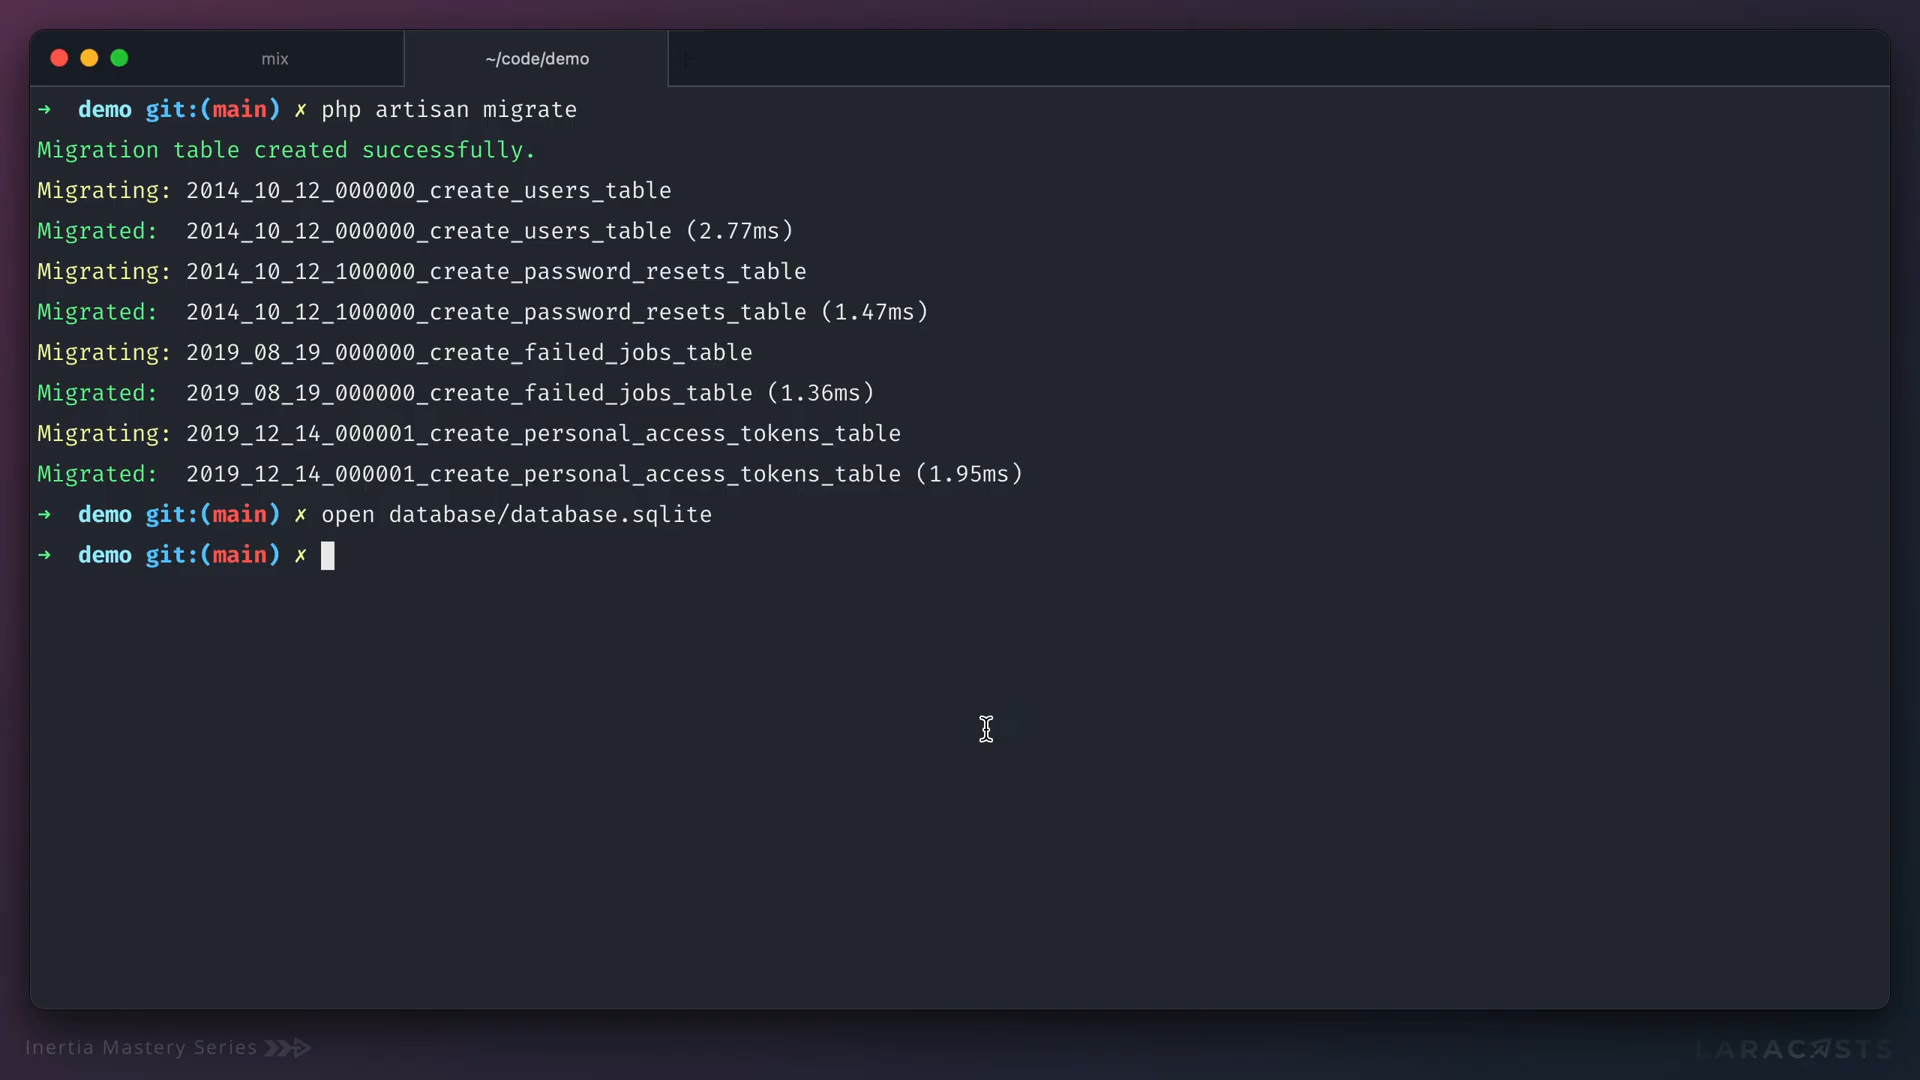 mix
~/code/demo
+
➜ demo git:(main) ✗ php artisan migrate
Migration table created successfully.
Migrating: 2014_10_12_000000_create_users_table
Migrated: 2014_10_12_000000_create_users_table (2.77ms)
Migrating: 2014_10_12_100000_create_password_resets_table
Migrated: 2014_10_12_100000_create_password_resets_table (1.47ms)
Migrating: 2019_08_19_000000_create_failed_jobs_table
Migrated: 2019_08_19_000000_create_failed_jobs_table (1.36ms)
Migrating: 2019_12_14_000001_create_personal_access_tokens_table
Migrated: 2019_12_14_000001_create_personal_access_tokens_table (1.95ms)
➜ demo git:(main) ✗ open database/database.sqlite
➜ demo git:(main) ✗
Inertia Mastery Series
LARACASTS